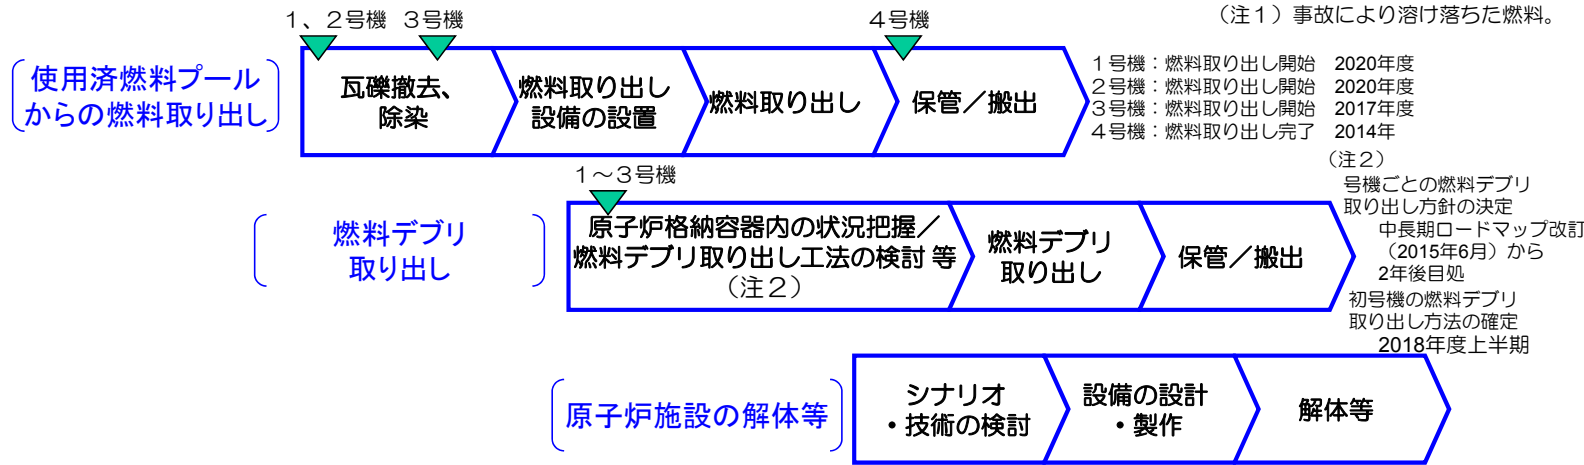 （注１）事故により溶け落ちた燃料。
１、２号機 ３号機
４号機
使用済燃料プール
からの燃料取り出し
瓦礫撤去、
除染
燃料取り出し
設備の設置
燃料取り出し
保管／搬出
１号機：燃料取り出し開始　2020年度
２号機：燃料取り出し開始　2020年度
３号機：燃料取り出し開始　2017年度
４号機：燃料取り出し完了　2014年
１～３号機
燃料デブリ
取り出し
原子炉格納容器内の状況把握／
燃料デブリ取り出し工法の検討 等
（注２）
燃料デブリ
取り出し
保管／搬出
（注２）
号機ごとの燃料デブリ
取り出し方針の決定
中長期ロードマップ改訂
（2015年6月）から
2年後目処
初号機の燃料デブリ
取り出し方法の確定
2018年度上半期
原子炉施設の解体等
シナリオ
・技術の検討
設備の設計
・製作
解体等